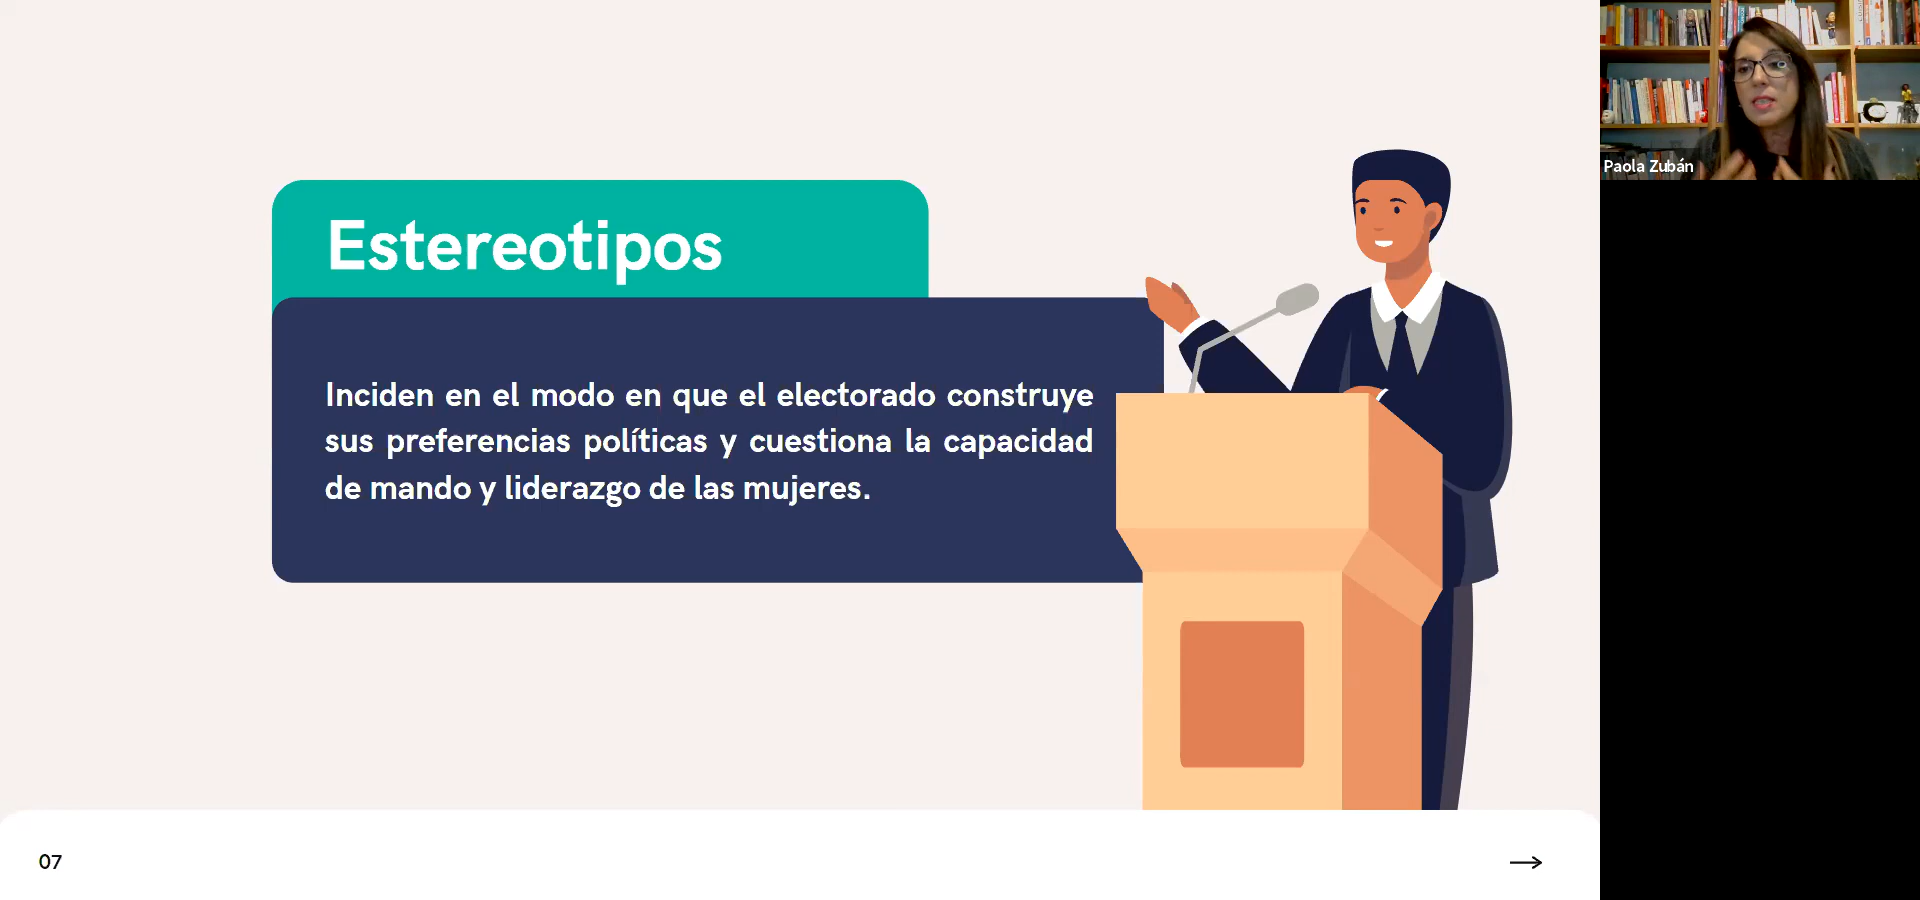 Estereotipos
Inciden en el modo en que el electorado construye
sus preferencias políticas y cuestiona la capacidad
de mando y liderazgo de las mujeres.
07
Paola Zubán